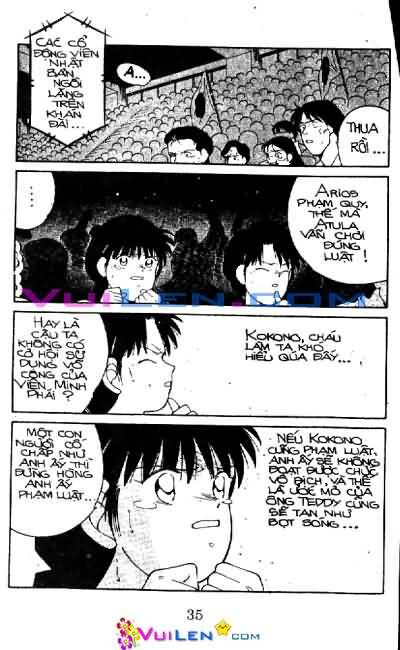 CÁC CỔ
ĐỘNG VIÊN
NHẬT
BẢN
NGỒI
LẶNG
TRÊN
KHÁN
ĐÀI...
A...
THUA
RỒI...
....
ARIOS
PHẠM QUY,
THẾ MÀ
ATULA
VẪN CHƠI
ĐÚNG
LUẬT!
VUILEN.COM
HAY LÀ
CẬU TA
KHÔNG CÓ
CƠ HỘI SỬ
DỤNG VÕ
CÔNG CỦA
VIÊN MINH
PHÁI?
KOKONO, CHÁU
LÀM TA KHÓ
HIỂU QUÁ ĐẤY...
MỘT CON
NGƯỜI CỐ
CHẤP NHƯ
ANH ẤY THÌ
ĐỪNG HÒNG
ANH ẤY
PHẠM LUẬT...
NẾU KOKONO
CŨNG PHẠM LUẬT,
ANH ẤY SẼ KHÔNG
ĐOẠT ĐƯỢC CHỨC
VÔ ĐỊCH, VÀ THẾ
LÀ ƯỚC MƠ CỦA
ÔNG TEDDY CŨNG
SẼ TAN NHƯ
BỌT SÓNG...
35
VUILEN.COM